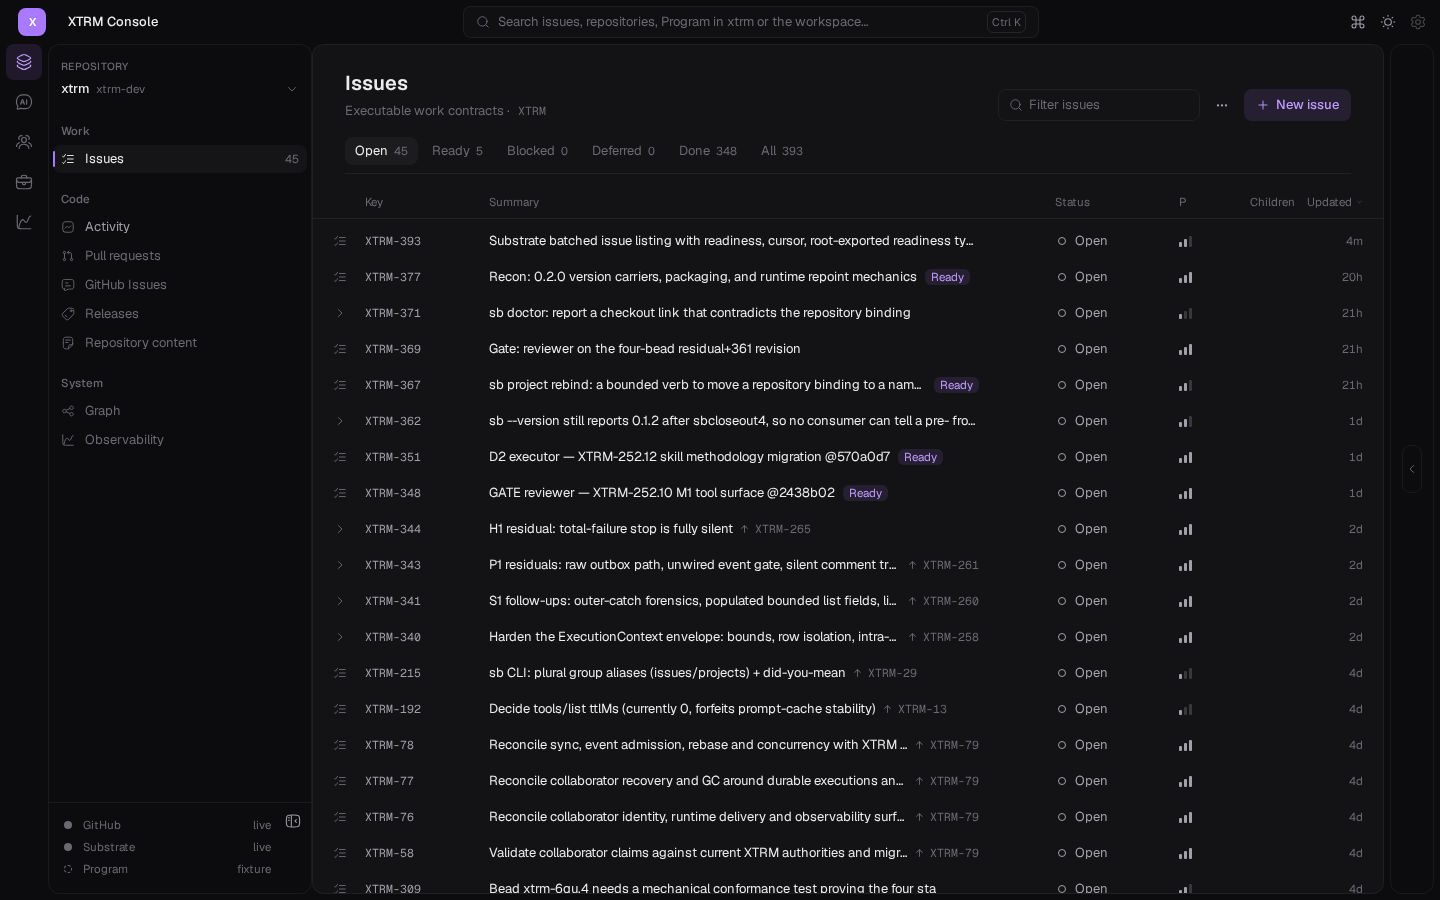 X XTRM Console
Search issues, repositories, Program in xtrm or the workspace... Ctrl K
REPOSITORY
xtrm xtrm-dev
Work
Issues 45
Code
Activity
Pull requests
GitHub Issues
Releases
Repository content
System
Graph
Observability
GitHub live
Substrate live
Program fixture
Issues
Executable work contracts · XTRM
Filter issues
New issue
Open 45 Ready 5 Blocked 0 Deferred 0 Done 348 All 393
Key Summary Status P Children Updated
XTRM-393 Substrate batched issue listing with readiness, cursor, root-exported readiness ty... Open 4m
XTRM-377 Recon: 0.2.0 version carriers, packaging, and runtime repoint mechanics Ready Open 20h
XTRM-371 sb doctor: report a checkout link that contradicts the repository binding Open 21h
XTRM-369 Gate: reviewer on the four-bead residual+361 revision Open 21h
XTRM-367 sb project rebind: a bounded verb to move a repository binding to a nam... Ready Open 21h
XTRM-362 sb --version still reports 0.1.2 after sbcloseout4, so no consumer can tell a pre- fro... Open 1d
XTRM-351 D2 executor — XTRM-252.12 skill methodology migration @570a0d7 Ready Open 1d
XTRM-348 GATE reviewer — XTRM-252.10 M1 tool surface @2438b02 Ready Open 1d
XTRM-344 H1 residual: total-failure stop is fully silent ↑ XTRM-265 Open 2d
XTRM-343 P1 residuals: raw outbox path, unwired event gate, silent comment tr... ↑ XTRM-261 Open 2d
XTRM-341 S1 follow-ups: outer-catch forensics, populated bounded list fields, li... ↑ XTRM-260 Open 2d
XTRM-340 Harden the ExecutionContext envelope: bounds, row isolation, intra-... ↑ XTRM-258 Open 2d
XTRM-215 sb CLI: plural group aliases (issues/projects) + did-you-mean ↑ XTRM-29 Open 4d
XTRM-192 Decide tools/list ttlMs (currently 0, forfeits prompt-cache stability) ↑ XTRM-13 Open 4d
XTRM-78 Reconcile sync, event admission, rebase and concurrency with XTRM ... ↑ XTRM-79 Open 4d
XTRM-77 Reconcile collaborator recovery and GC around durable executions an... ↑ XTRM-79 Open 4d
XTRM-76 Reconcile collaborator identity, runtime delivery and observability surf... ↑ XTRM-79 Open 4d
XTRM-58 Validate collaborator claims against current XTRM authorities and migr... ↑ XTRM-79 Open 4d
XTRM-309 Bead xtrm-6qu.4 needs a mechanical conformance test proving the four sta Open 4d